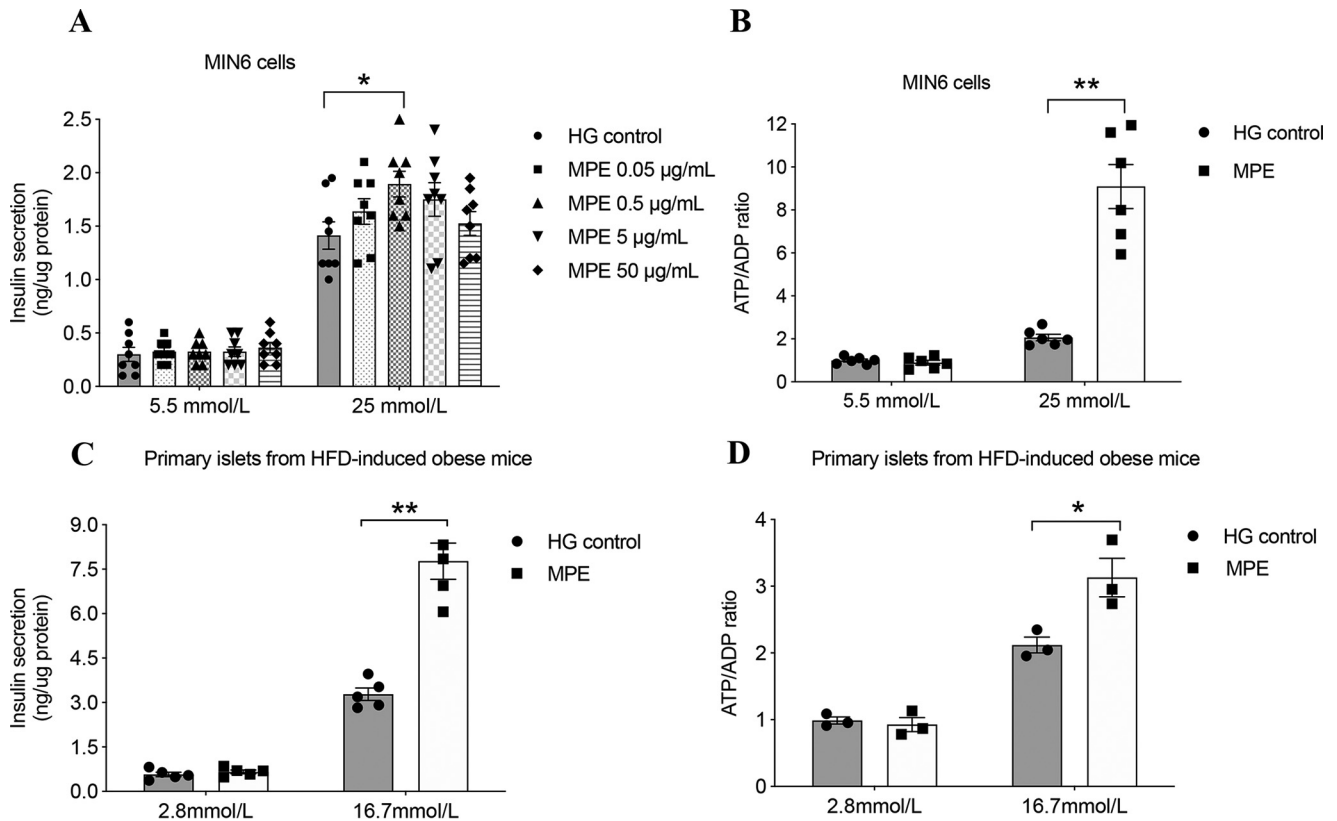 A
MIN6 cells
*
Insulin secretion
(ng/ug protein)
2.5
2.0
1.5
1.0
0.5
0.0
5.5 mmol/L
25 mmol/L
HG control
MPE 0.05 µg/mL
MPE 0.5 µg/mL
MPE 5 µg/mL
MPE 50 µg/mL
B
MIN6 cells
**
ATP/ADP ratio
12
10
8
6
4
2
0
5.5 mmol/L
25 mmol/L
HG control
MPE
C
Primary islets from HFD-induced obese mice
**
Insulin secretion
(ng/ug protein)
9.0
7.5
6.0
4.5
3.0
1.5
0.0
2.8mmol/L
16.7mmol/L
HG control
MPE
D
Primary islets from HFD-induced obese mice
*
ATP/ADP ratio
4
3
2
1
0
2.8mmol/L
16.7mmol/L
HG control
MPE